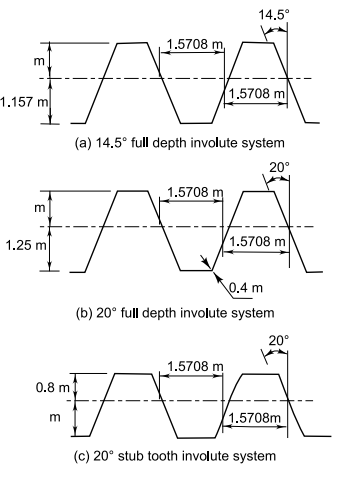 14.5°
m
1.5708 m
1.157 m
1.5708 m
(a) 14.5° full depth involute system
20°
m
1.5708 m
1.25 m
1.5708 m
0.4 m
(b) 20° full depth involute system
20°
0.8 m
1.5708 m
m
1.5708m
(c) 20° stub tooth involute system